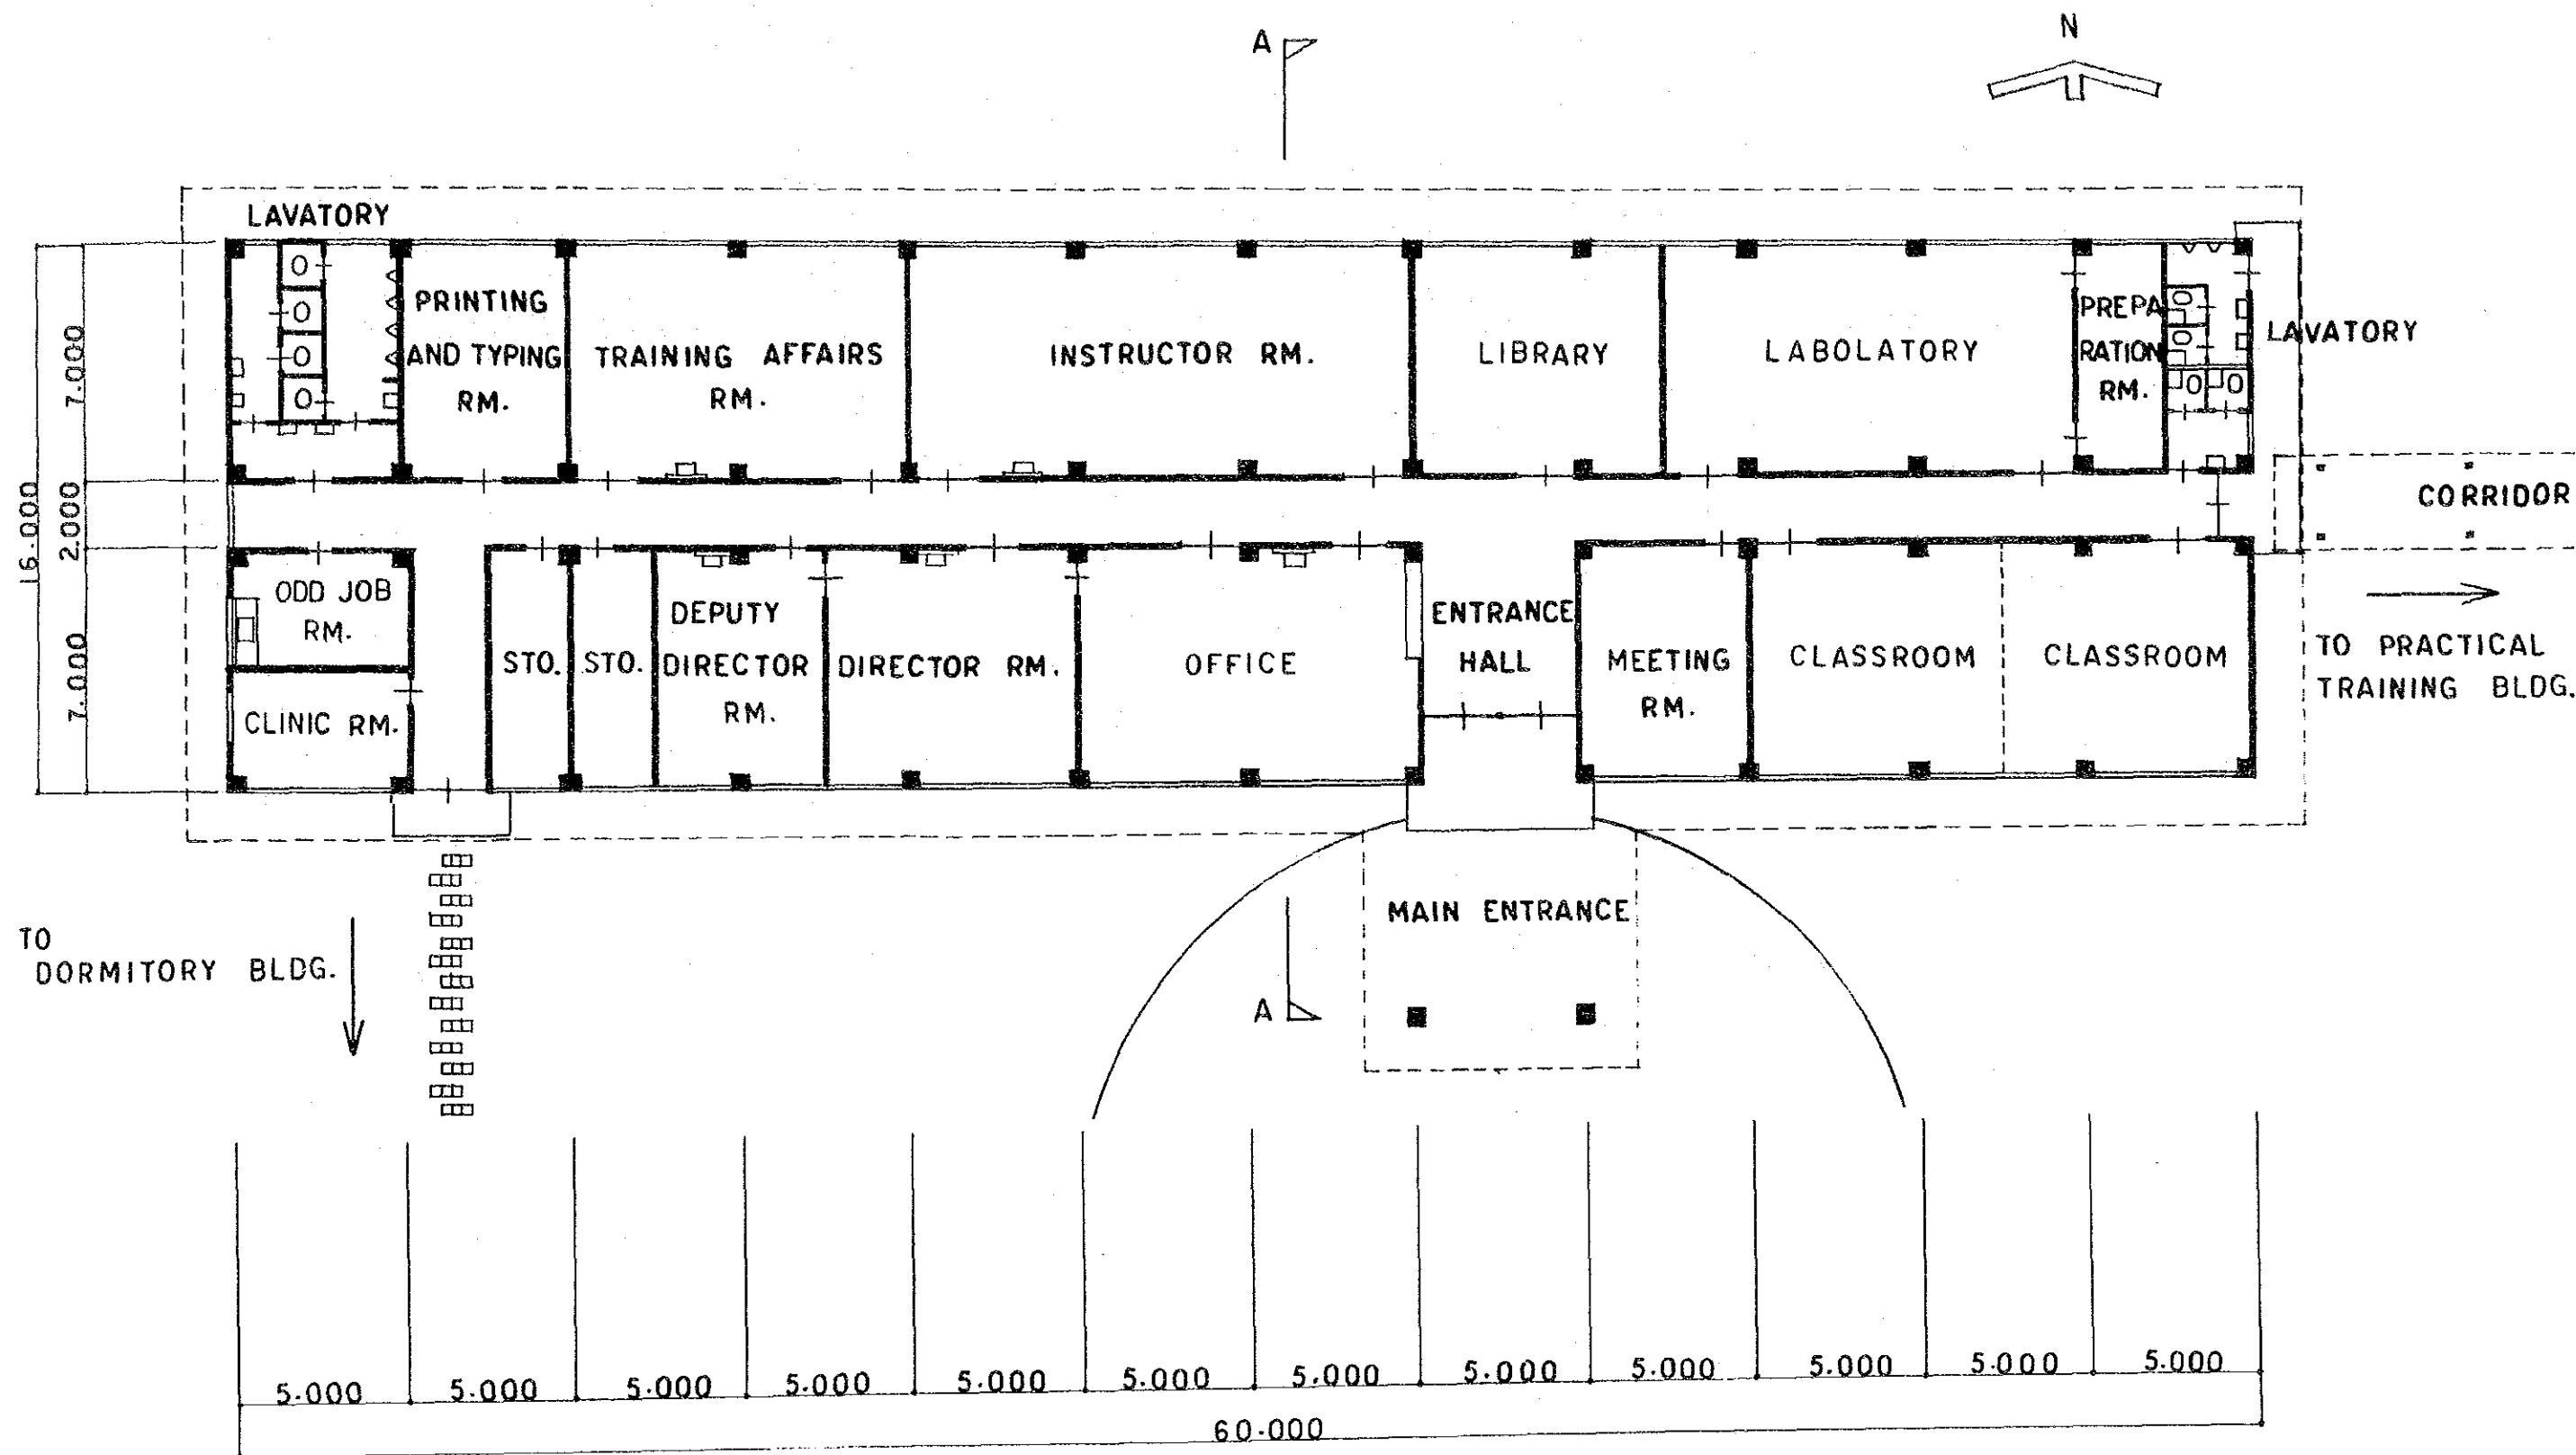 N
A
LAVATORY
PRINTING
AND TYPING
RM.
TRAINING AFFAIRS
RM.
INSTRUCTOR RM.
LIBRARY
LABOLATORY
PREPA
RATION
RM.
LAVATORY
7.000
2.000
7.000
16.000
CORRIDOR
ODD JOB
RM.
CLINIC RM.
STO.
STO.
DEPUTY
DIRECTOR
RM.
DIRECTOR RM.
OFFICE
ENTRANCE
HALL
MEETING
RM.
CLASSROOM
CLASSROOM
TO PRACTICAL
TRAINING BLDG.
MAIN ENTRANCE
TO
DORMITORY BLDG.
A
5.000
5.000
5.000
5.000
5.000
5.000
5.000
5.000
5.000
5.000
5.000
5.000
60.000